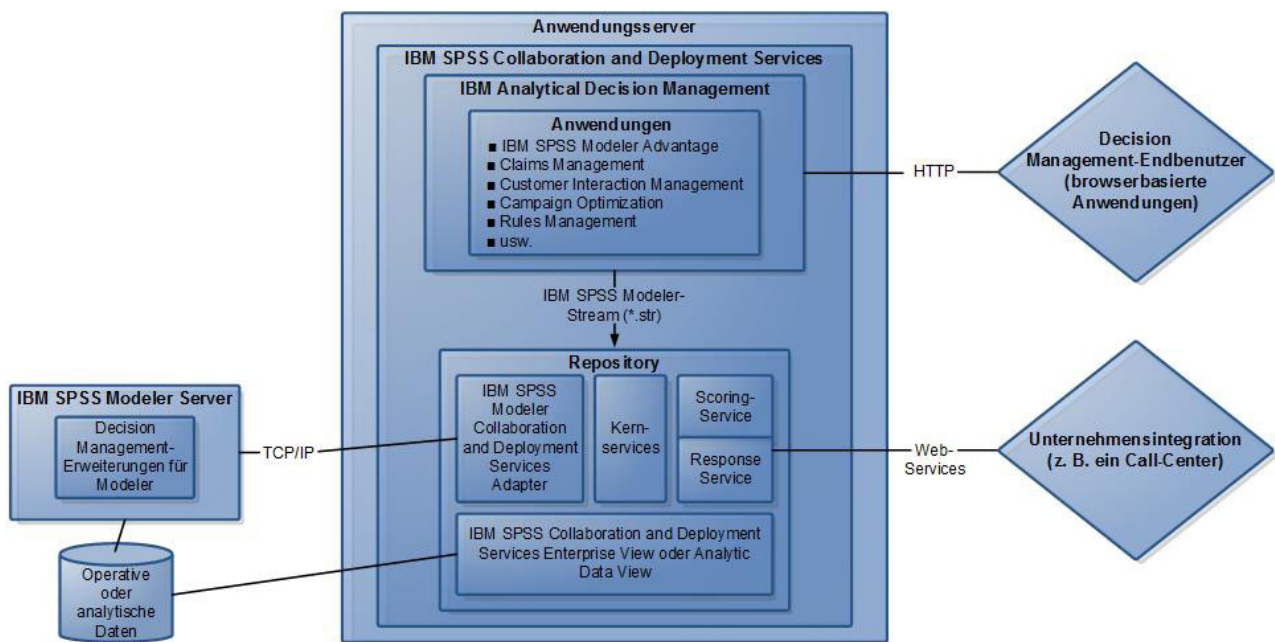 Anwendungsserver
IBM SPSS Collaboration and Deployment Services
IBM Analytical Decision Management
Anwendungen
■ IBM SPSS Modeler Advantage
■ Claims Management
■ Customer Interaction Management
■ Campaign Optimization
■ Rules Management
■ usw.
HTTP
Decision
Management-Endbenutzer
(browserbasierte
Anwendungen)
IBM SPSS Modeler-
Stream (*.str)
Repository
IBM SPSS
Modeler
Collaboration
and Deployment
Services
Adapter
Kern-
services
Scoring-
Service
Response
Service
IBM SPSS Collaboration and Deployment
Services Enterprise View oder Analytic
Data View
IBM SPSS Modeler Server
Decision
Management-
Erweiterungen für
Modeler
TCP/IP
Operative
oder
analytische
Daten
Web-
Services
Unternehmensintegration
(z. B. ein Call-Center)